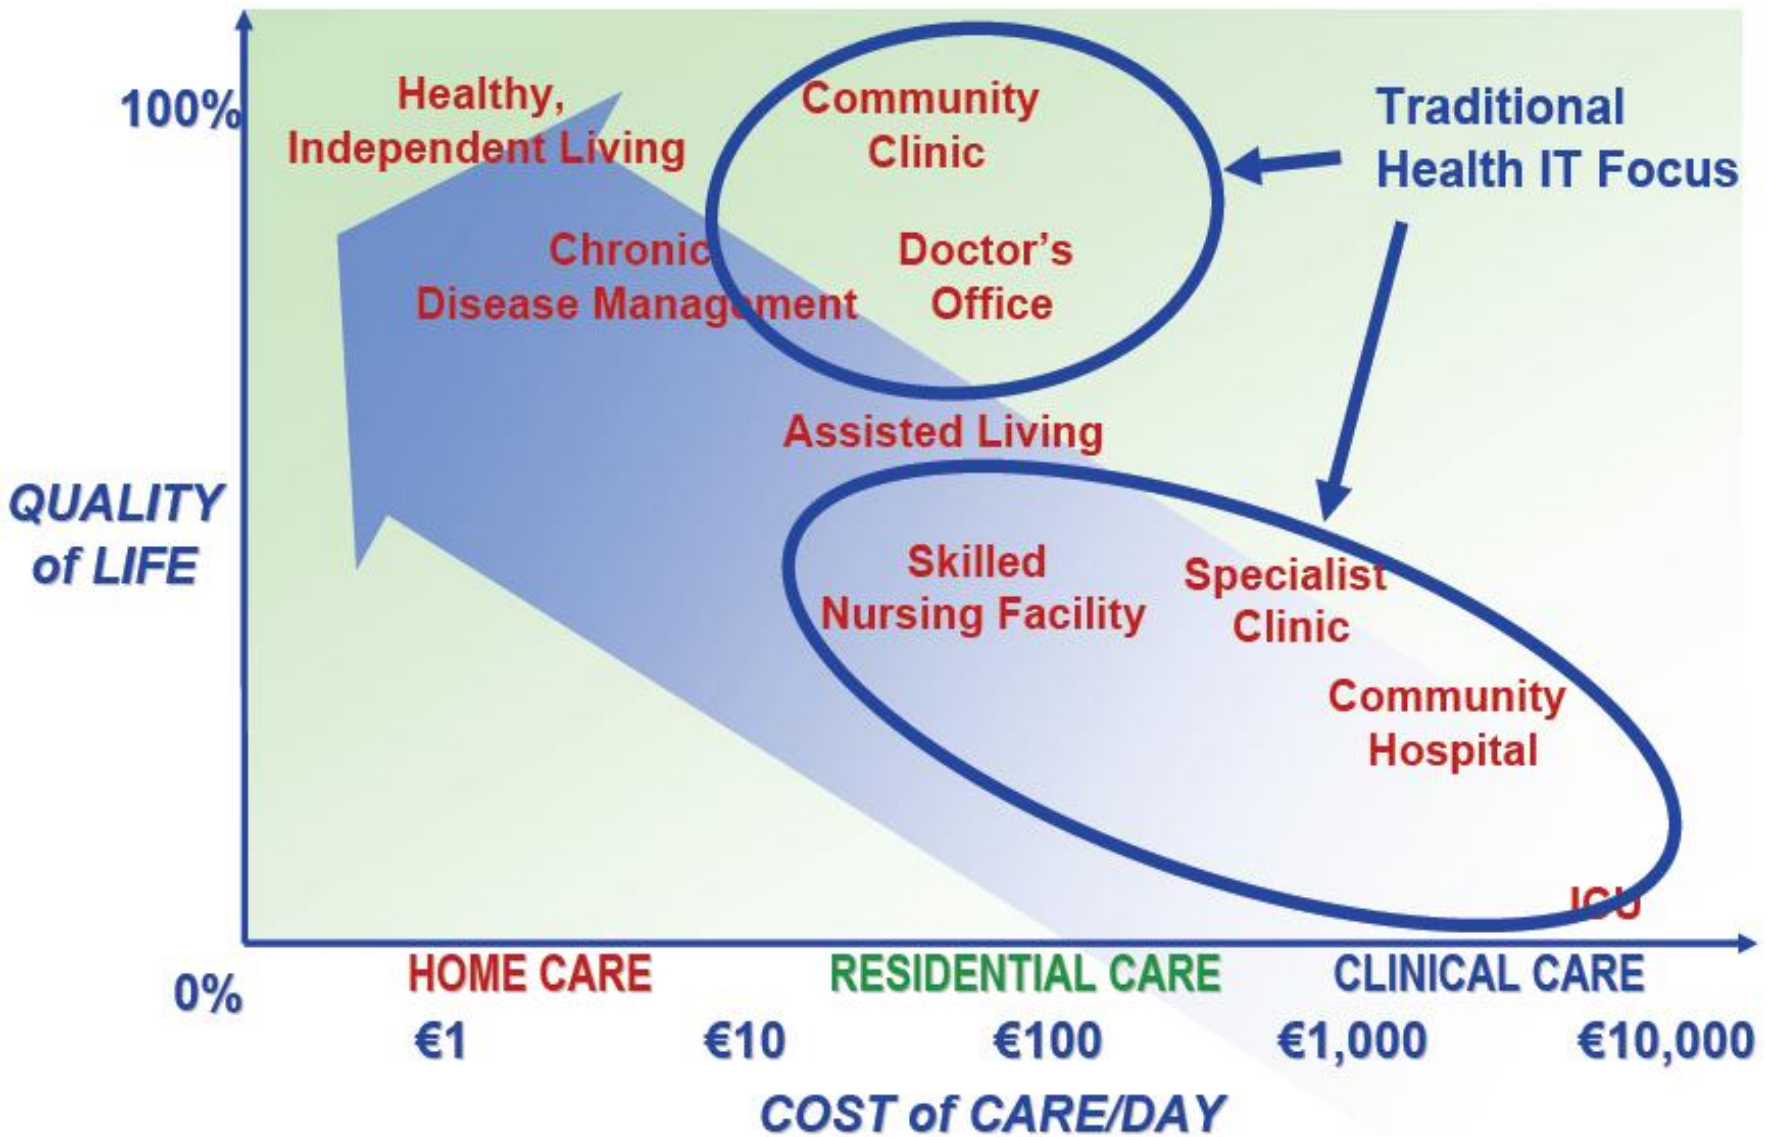 100%
Healthy,
Independent Living
Community
Clinic
Traditional
Health IT Focus
Chronic
Disease Management
Doctor's
Office
Assisted Living
QUALITY
of LIFE
Skilled
Nursing Facility
Specialist
Clinic
Community
Hospital
ICU
0%
HOME CARE RESIDENTIAL CARE CLINICAL CARE
€1 €10 €100 €1,000 €10,000
COST of CARE/DAY